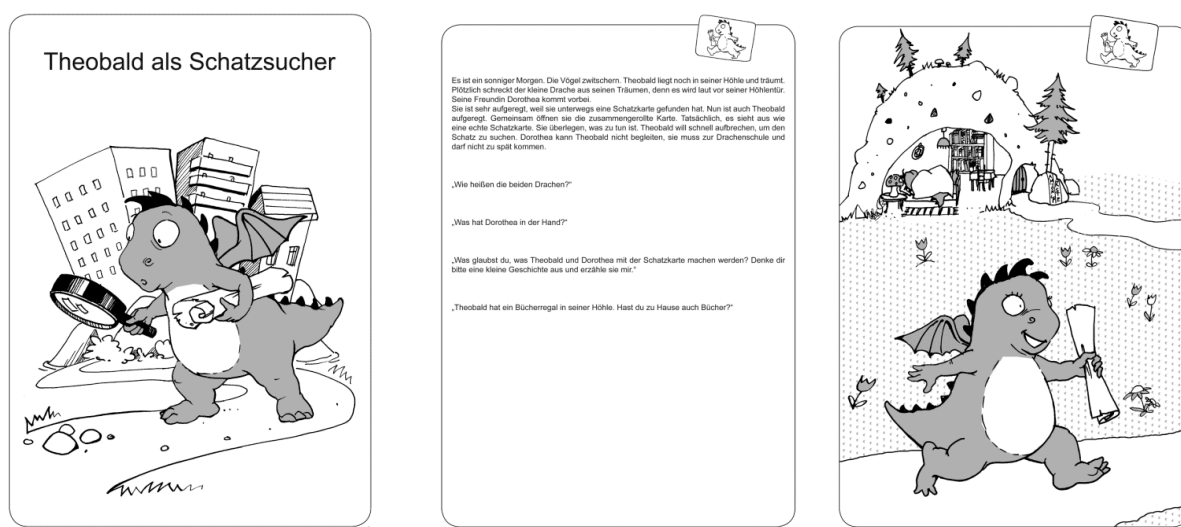 Theobald als Schatzsucher
Es ist ein sonniger Morgen. Die Vögel zwitschern. Theobald liegt noch in seiner Höhle und träumt.
Plötzlich schreckt der kleine Drache aus seinen Träumen, denn es wird laut vor seiner Höhlentür.
Seine Freundin Dorothea kommt vorbei.
Sie ist sehr aufgeregt, weil sie unterwegs eine Schatzkarte gefunden hat. Nun ist auch Theobald
aufgeregt. Gemeinsam öffnen sie die zusammengerollte Karte. Tatsächlich, es sieht aus wie
eine echte Schatzkarte. Sie überlegen, was zu tun ist. Theobald will schnell aufbrechen, um den
Schatz zu suchen. Dorothea kann Theobald nicht begleiten, sie muss zur Drachenschule und
darf nicht zu spät kommen.
„Wie heißen die beiden Drachen?“
„Was hat Dorothea in der Hand?“
„Was glaubst du, was Theobald und Dorothea mit der Schatzkarte machen werden? Denke dir
bitte eine kleine Geschichte aus und erzähle sie mir.“
„Theobald hat ein Bücherregal in seiner Höhle. Hast du zu Hause auch Bücher?“